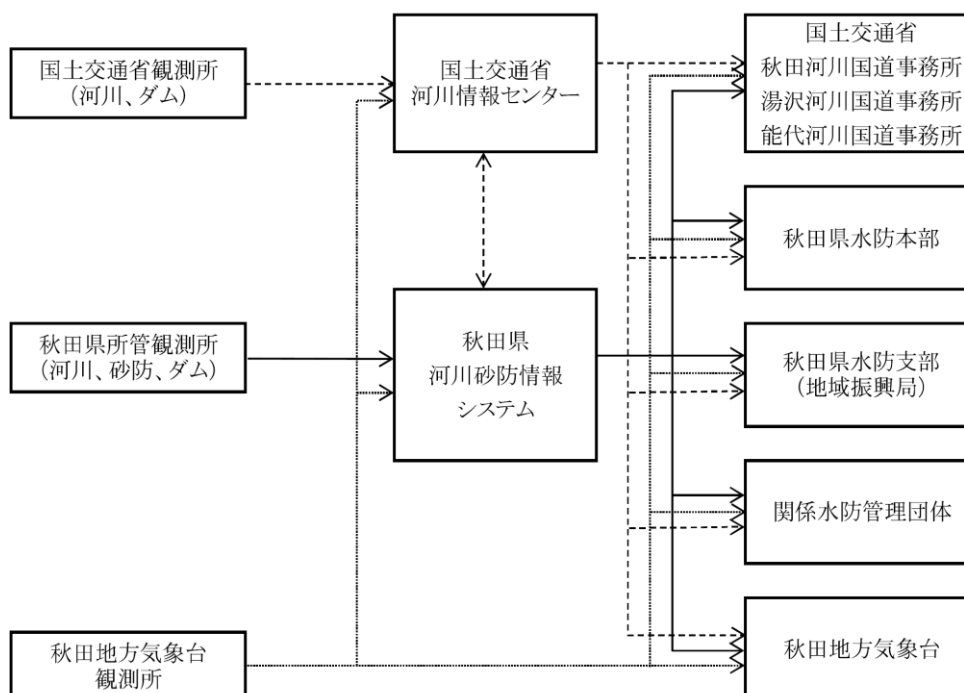 国土交通省観測所
（河川、ダム）
国土交通省
河川情報センター
国土交通省
秋田河川国道事務所
湯沢河川国道事務所
能代河川国道事務所
秋田県水防本部
秋田県所管観測所
（河川、砂防、ダム）
秋田県
河川砂防情報
システム
秋田県水防支部
（地域振興局）
関係水防管理団体
秋田地方気象台
観測所
秋田地方気象台